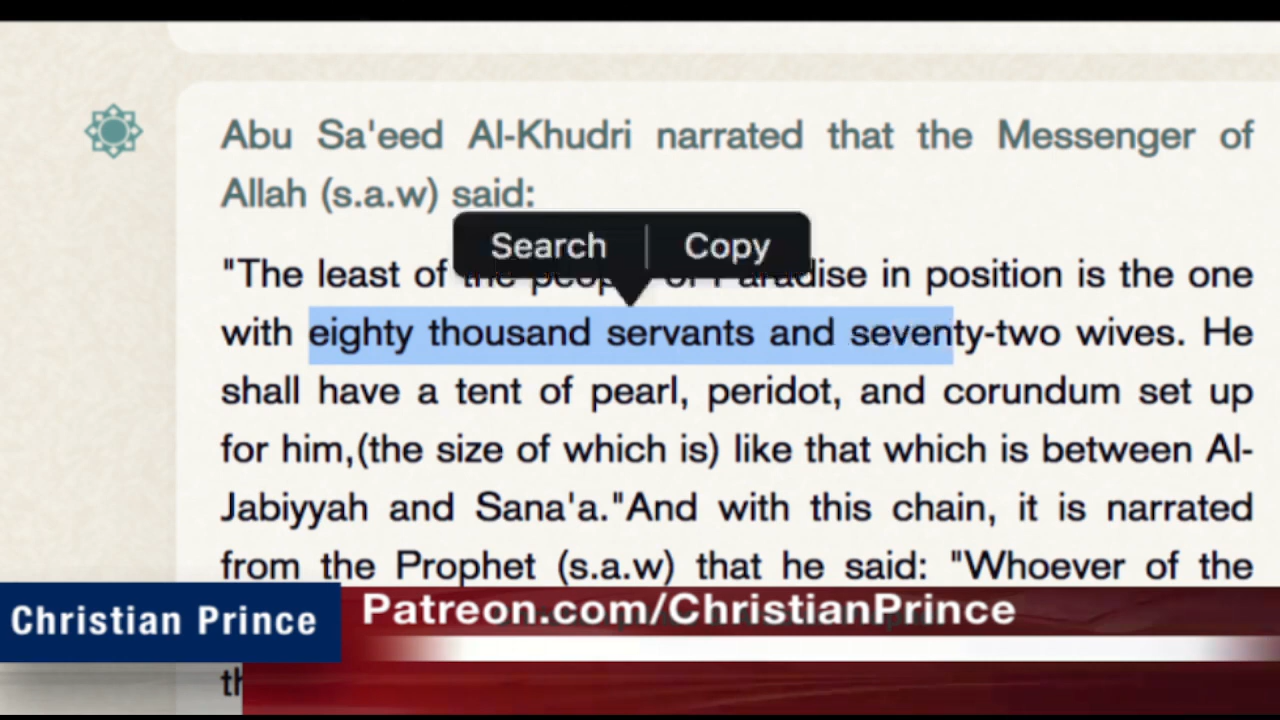 Abu Sa'eed Al-Khudri narrated that the Messenger of
Allah (s.a.w) said:
Search
Copy
"The least of the people of Paradise in position is the one
with eighty thousand servants and seventy-two wives. He
shall have a tent of pearl, peridot, and corundum set up
for him,(the size of which is) like that which is between Al-
Jabiyyah and Sana'a."And with this chain, it is narrated
from the Prophet (s.a.w) that he said: "Whoever of the
Christian Prince
Patreon.com/ChristianPrince